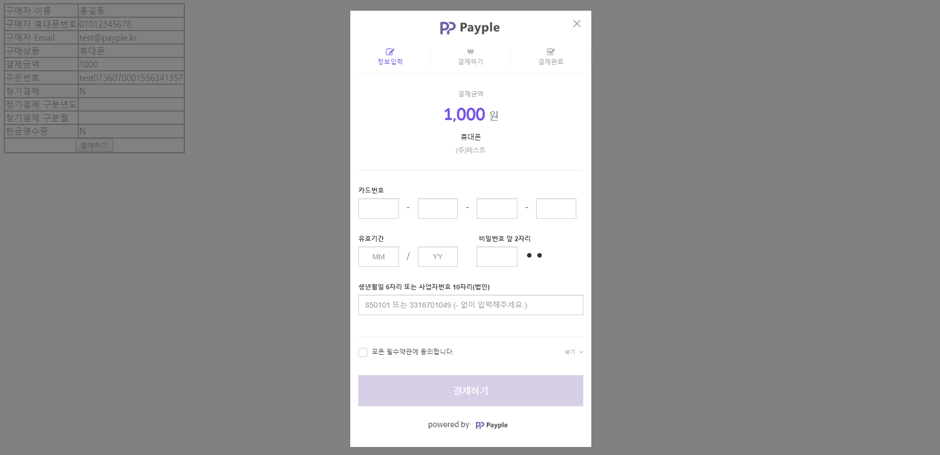 구매자 이름 홍길동
구매자 휴대폰번호 01012345678
구매자 Email test@payple.kr
구매상품 휴대폰
결제금액 1000
주문번호 test0736070001556341357
정기결제 N
정기결제 구분년도
정기결제 구분월
현금영수증 N
결제하기
Payple
정보입력 결제하기 결제완료
결제금액
1,000 원
휴대폰
(주)테스트
카드번호
- - -
유효기간 비밀번호 앞 2자리
MM / YY ● ●
생년월일 6자리 또는 사업자번호 10자리(법인)
850101 또는 3318701049 (- 없이 입력해주세요.)
모든 필수약관에 동의합니다. 보기
결제하기
powered by Payple